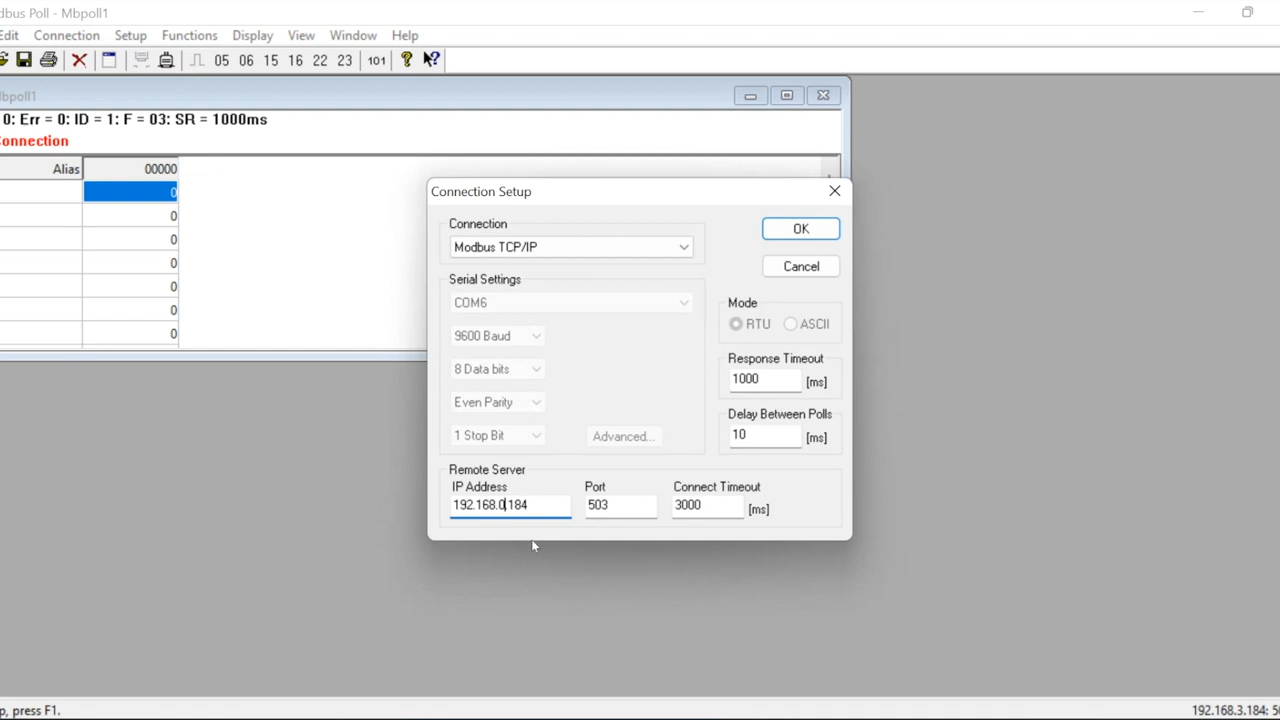 dbus Poll - Mbpoll1
Edit Connection Setup Functions Display View Window Help
05 06 15 16 22 23 101
bpoll1
0: Err = 0: ID = 1: F = 03: SR = 1000ms
onnection
Alias 00000
0
0
0
0
0
0
0
Connection Setup
Connection
Modbus TCP/IP
OK
Cancel
Serial Settings
COM6
9600 Baud
8 Data bits
Even Parity
1 Stop Bit
Advanced...
Mode
RTU ASCII
Response Timeout
1000 [ms]
Delay Between Polls
10 [ms]
Remote Server
IP Address Port Connect Timeout
192.168.0.184 503 3000 [ms]
p, press F1.
192.168.3.184: 50